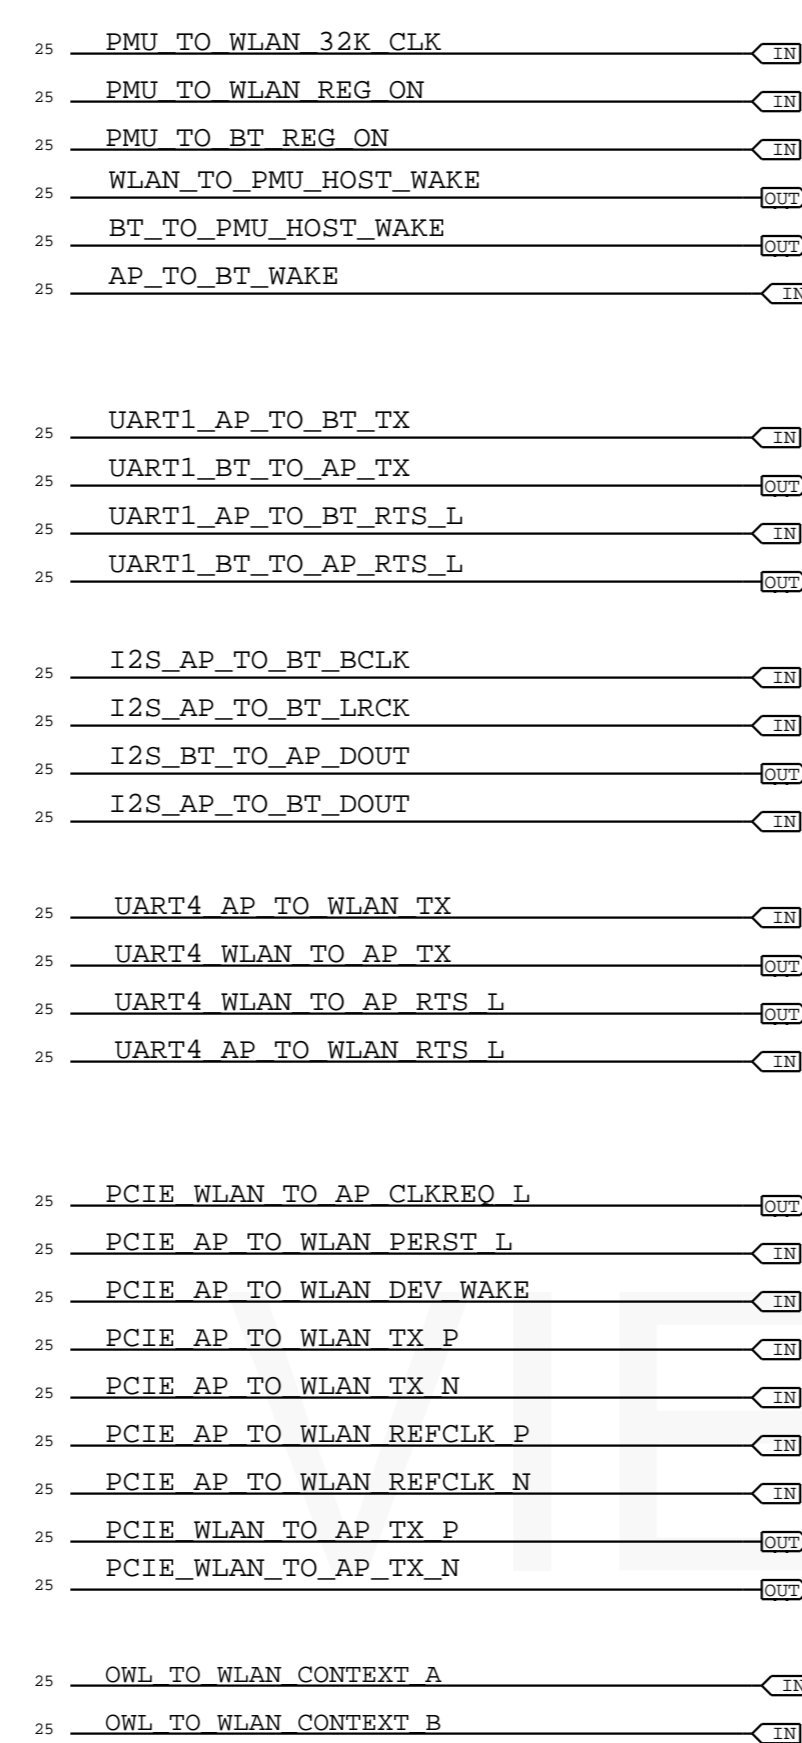 25 PMU_TO_WLAN_32K_CLK IN
25 PMU_TO_WLAN_REG_ON IN
25 PMU_TO_BT_REG_ON IN
25 WLAN_TO_PMU_HOST_WAKE OUT
25 BT_TO_PMU_HOST_WAKE OUT
25 AP_TO_BT_WAKE IN
25 UART1_AP_TO_BT_TX IN
25 UART1_BT_TO_AP_TX OUT
25 UART1_AP_TO_BT_RTS_L IN
25 UART1_BT_TO_AP_RTS_L OUT
25 I2S_AP_TO_BT_BCLK IN
25 I2S_AP_TO_BT_LRCK IN
25 I2S_BT_TO_AP_DOUT OUT
25 I2S_AP_TO_BT_DOUT IN
25 UART4_AP_TO_WLAN_TX IN
25 UART4_WLAN_TO_AP_TX OUT
25 UART4_WLAN_TO_AP_RTS_L OUT
25 UART4_AP_TO_WLAN_RTS_L IN
25 PCIE_WLAN_TO_AP_CLKREQ_L OUT
25 PCIE_AP_TO_WLAN_PERST_L IN
25 PCIE_AP_TO_WLAN_DEV_WAKE IN
25 PCIE_AP_TO_WLAN_TX_P IN
25 PCIE_AP_TO_WLAN_TX_N IN
25 PCIE_AP_TO_WLAN_REFCLK_P IN
25 PCIE_AP_TO_WLAN_REFCLK_N IN
25 PCIE_WLAN_TO_AP_TX_P OUT
25 PCIE_WLAN_TO_AP_TX_N OUT
25 OWL_TO_WLAN_CONTEXT_A IN
25 OWL_TO_WLAN_CONTEXT_B IN